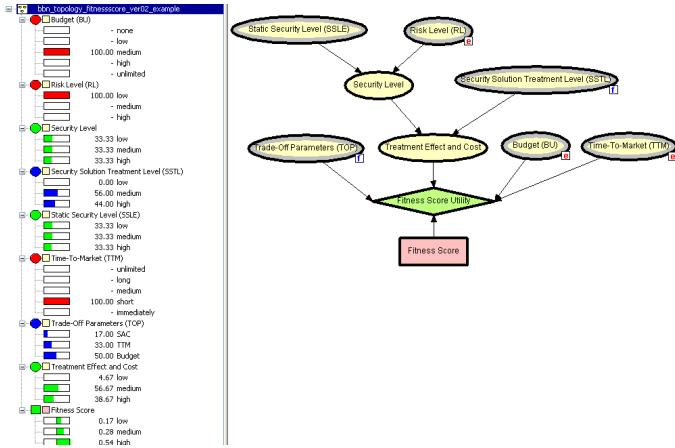 bbn_topology_fitnessscore_ver02_example
Budget (BU)
- none
- low
100.00 medium
- high
- unlimited
Risk Level (RL)
100.00 low
- medium
- high
Security Level
33.33 low
33.33 medium
33.33 high
Security Solution Treatment Level (SSTL)
0.00 low
56.00 medium
44.00 high
Static Security Level (SSLE)
33.33 low
33.33 medium
33.33 high
Time-To-Market (TTM)
- unlimited
- long
- medium
100.00 short
- immediately
Trade-Off Parameters (TOP)
17.00 SAC
33.00 TTM
50.00 Budget
Treatment Effect and Cost
4.67 low
56.67 medium
38.67 high
Fitness Score
0.17 low
0.28 medium
0.54 high
Static Security Level (SSLE)
Risk Level (RL)
e
Security Level
Security Solution Treatment Level (SSTL)
f
Trade-Off Parameters (TOP)
f
Treatment Effect and Cost
Budget (BU)
e
Time-To-Market (TTM)
e
Fitness Score Utility
Fitness Score